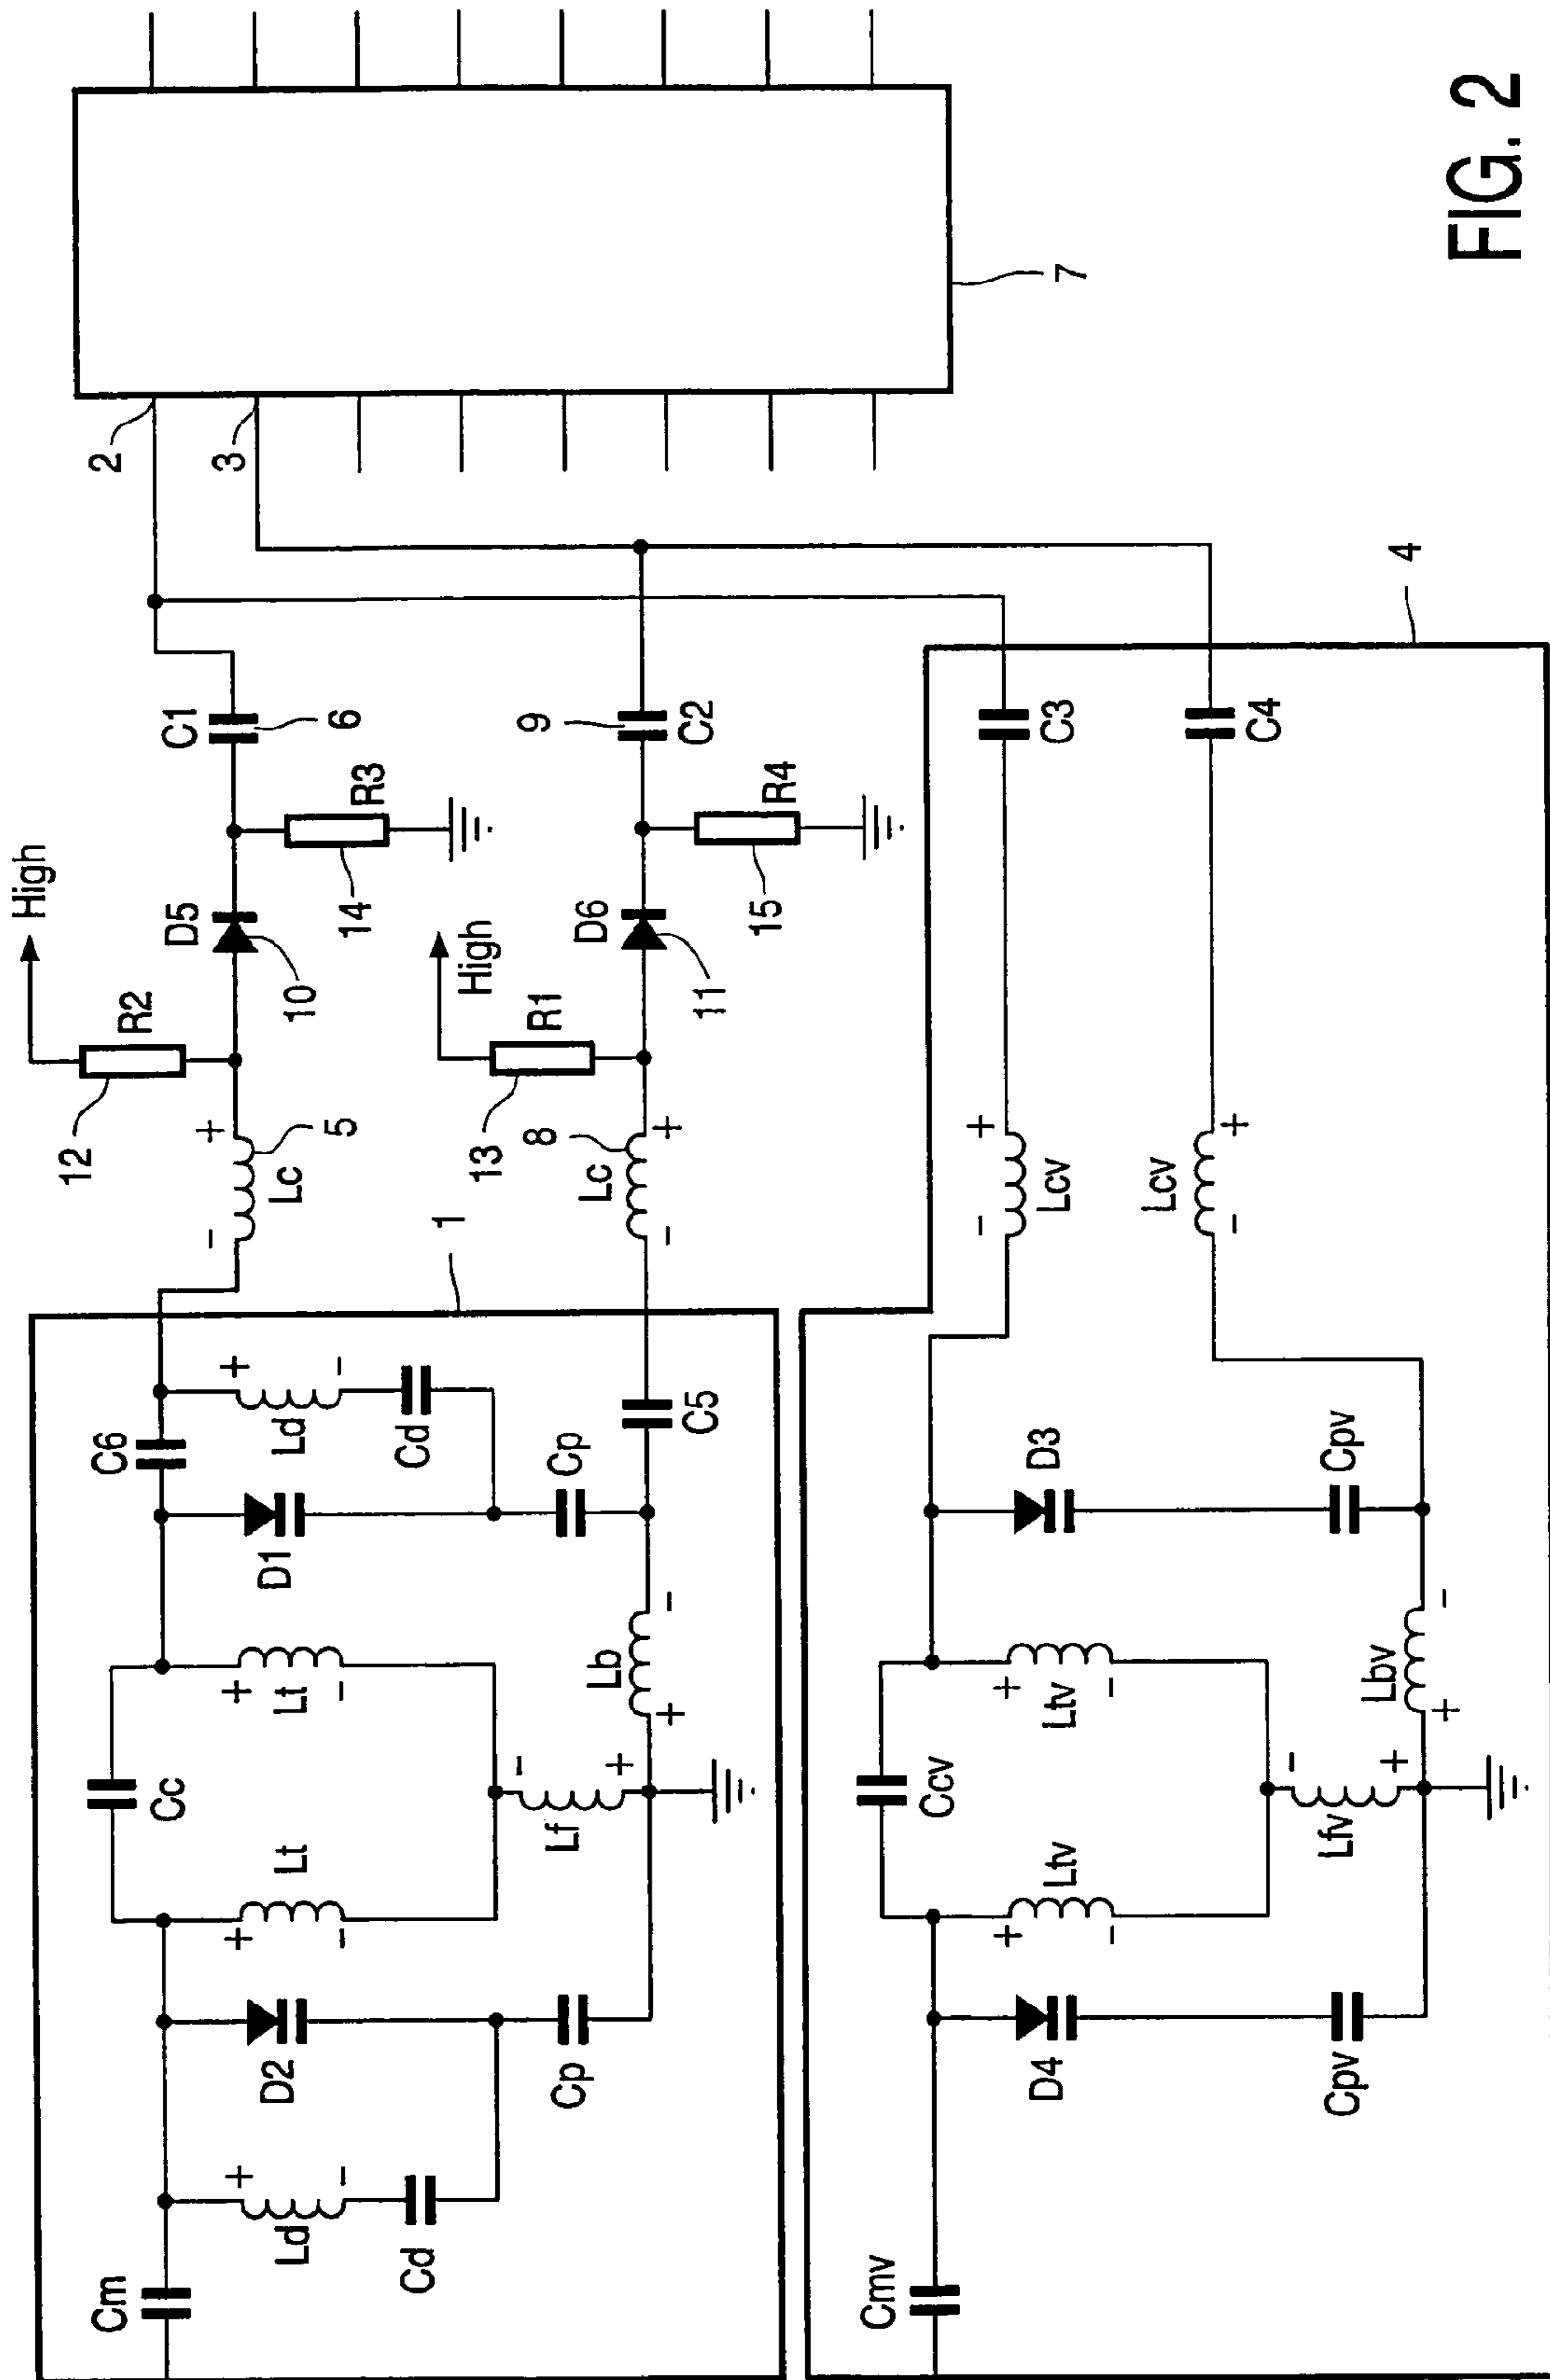 High
12
R2
D5
C1
2
10
14
R3
6
3
Lc
5
High
13
R1
D6
9
11
15
R4
C2
7
Lc
8
1
- +
- +
Cm
Cc
C6
+ - Ld
Cd
D2
+ - Lt
+ - Lt
D1
+ - Ld
Cd
Cp
Lf
- +
Lb
+ -
Cp
C5
4
Cmv
Ccv
D4
+ - Ltv
+ - Ltv
D3
- + Lcv
C3
Lcv
- +
C4
Cpv
Lfv
- +
Lbv
+ -
Cpv
FIG. 2